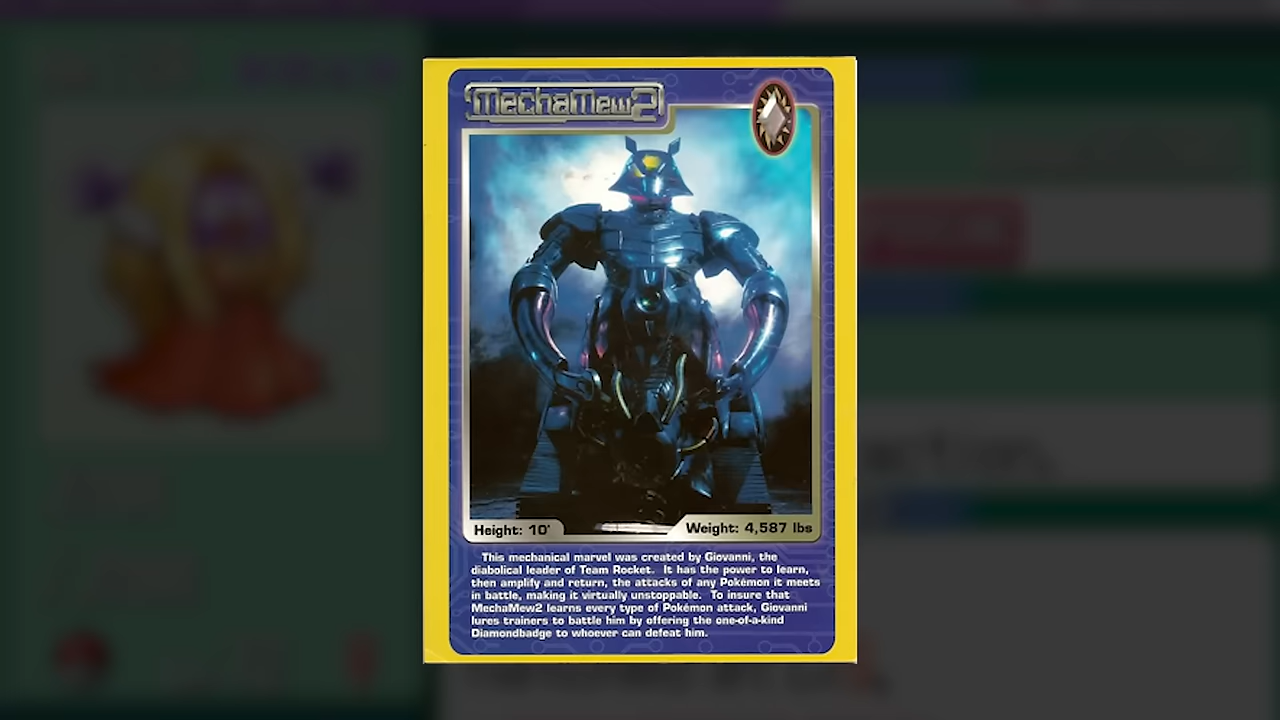 MechaMew2
Height: 10'
Weight: 4,587 lbs
This mechanical marvel was created by Giovanni, the
diabolical leader of Team Rocket. It has the power to learn,
then amplify and return, the attacks of any Pokémon it meets
in battle, making it virtually unstoppable. To insure that
MechaMew2 learns every type of Pokémon attack, Giovanni
lures trainers to battle him by offering the one-of-a-kind
Diamondbadge to whoever can defeat him.